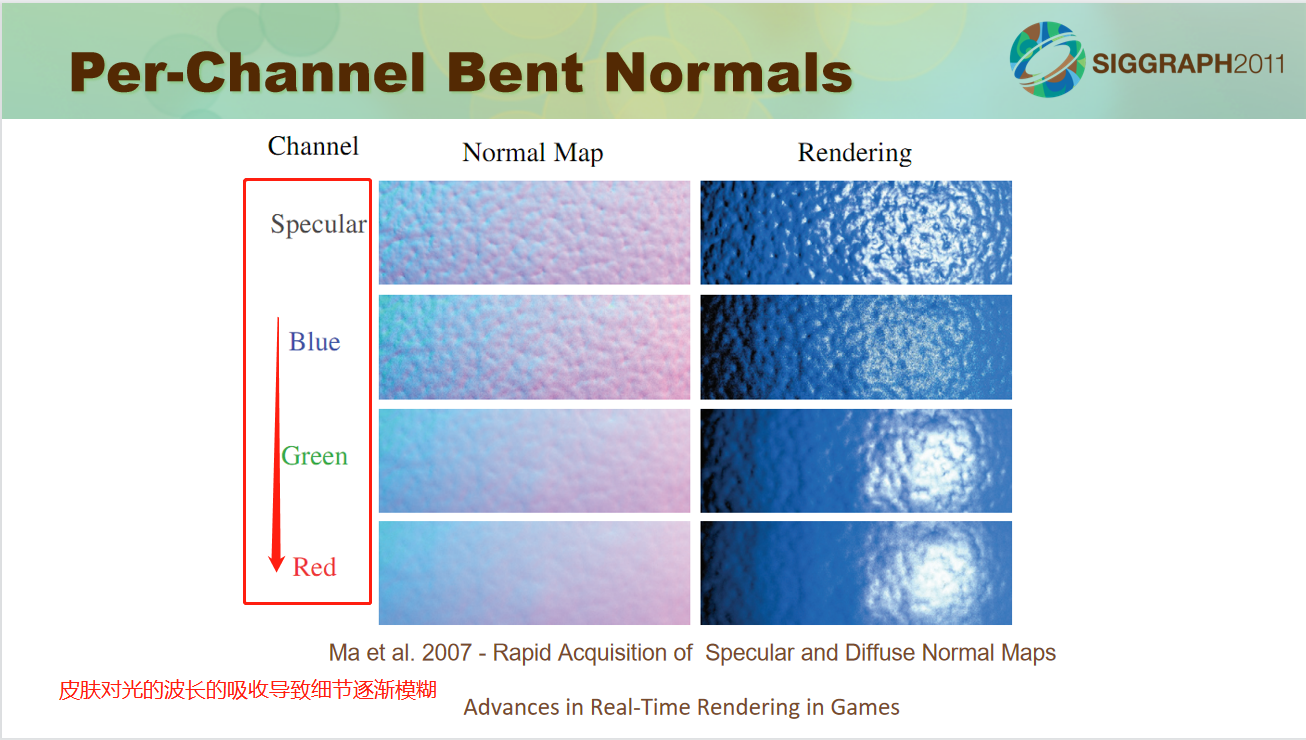 Per-Channel Bent Normals
SIGGRAPH2011
Channel
Normal Map
Rendering
Specular
Blue
Green
Red
Ma et al. 2007 - Rapid Acquisition of Specular and Diffuse Normal Maps
皮肤对光的波长的吸收导致细节逐渐模糊
Advances in Real-Time Rendering in Games